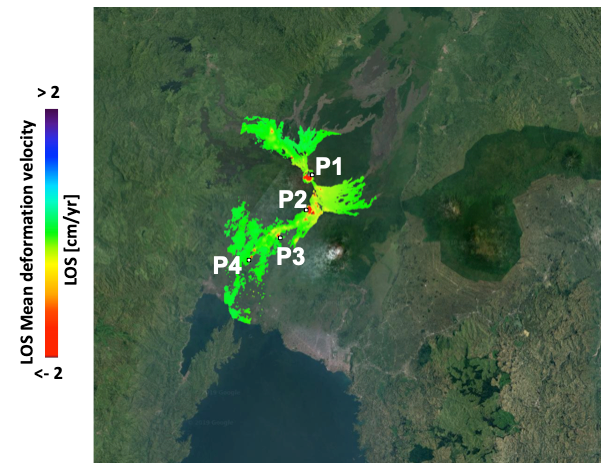 > 2
LOS Mean deformation velocity
LOS [cm/yr]
<- 2
P1
P2
P3
P4